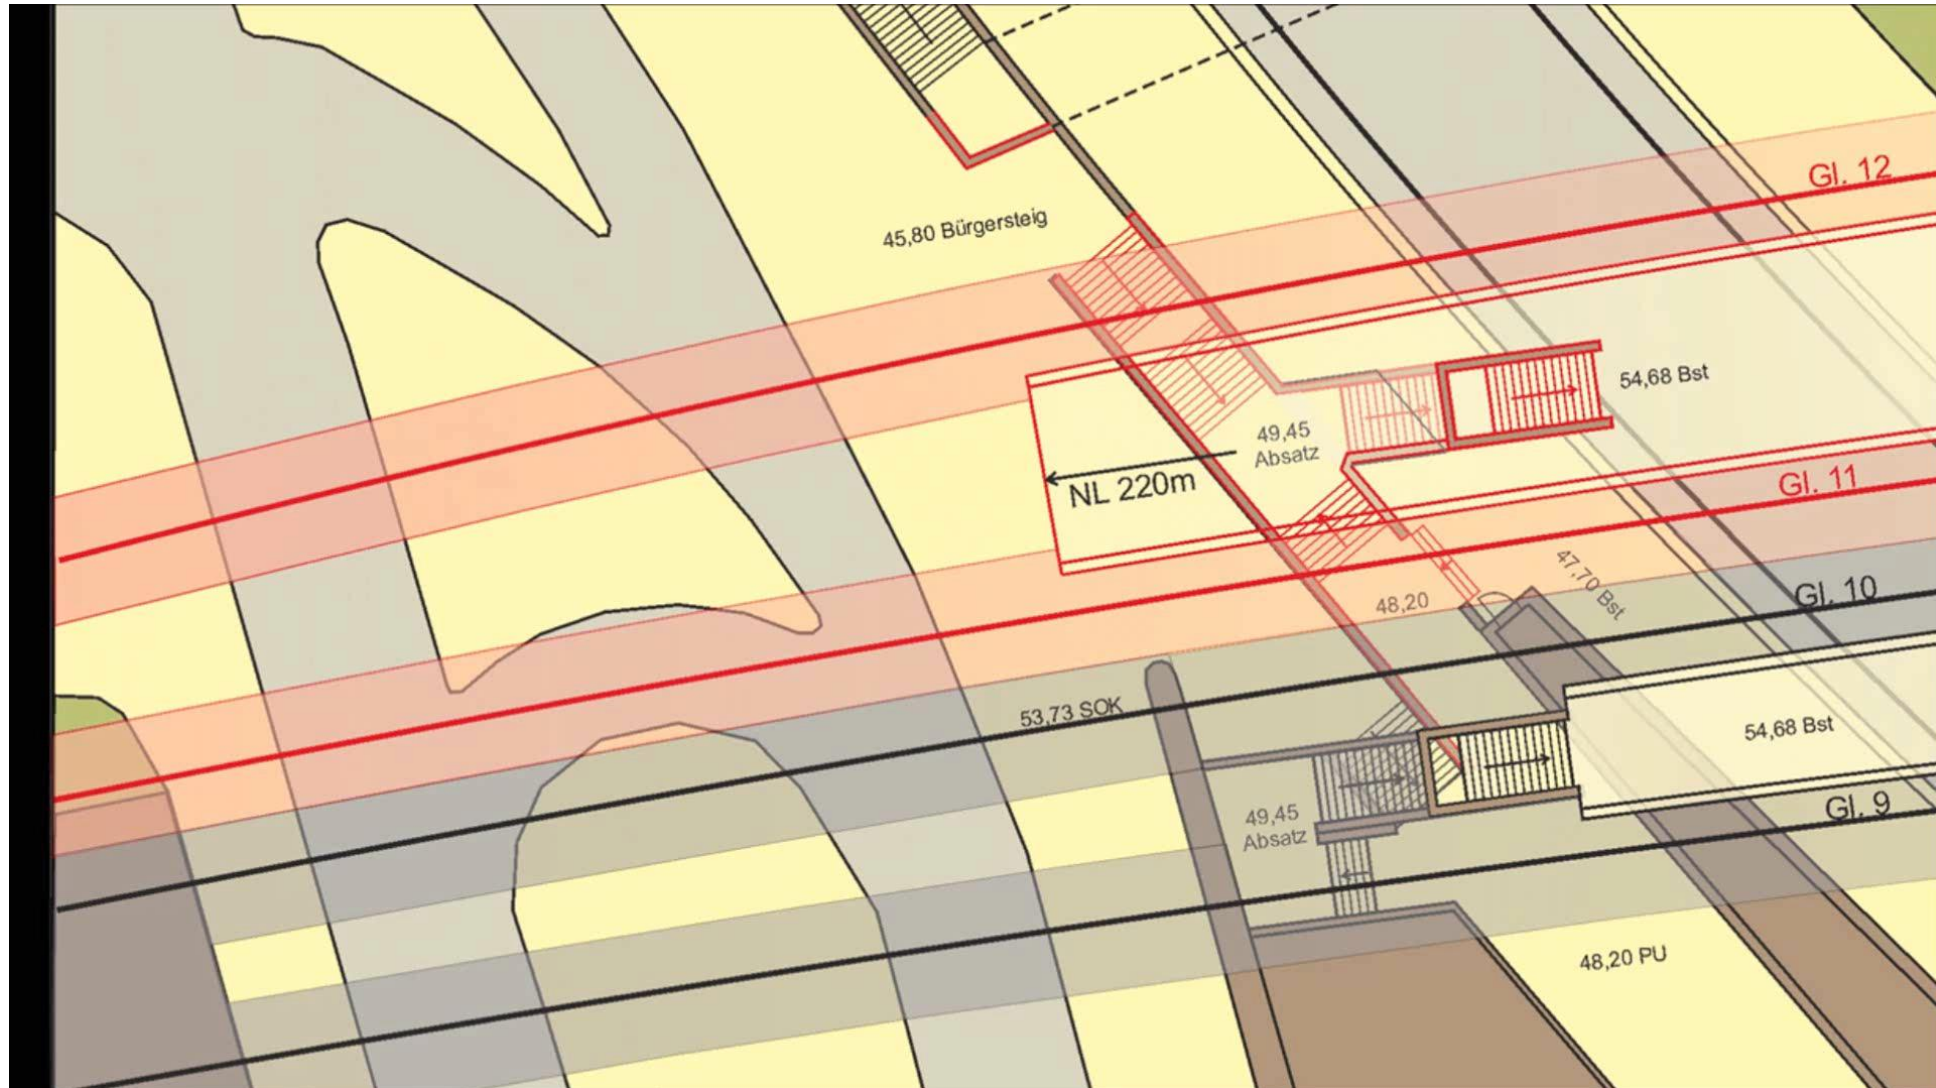 Gl. 12
45,80 Bürgersteig
54,68 Bst
49,45
Absatz
NL 220m
Gl. 11
47,70 Bst
Gl. 10
48,20
53,73 SOK
54,68 Bst
Gl. 9
49,45
Absatz
48,20 PU